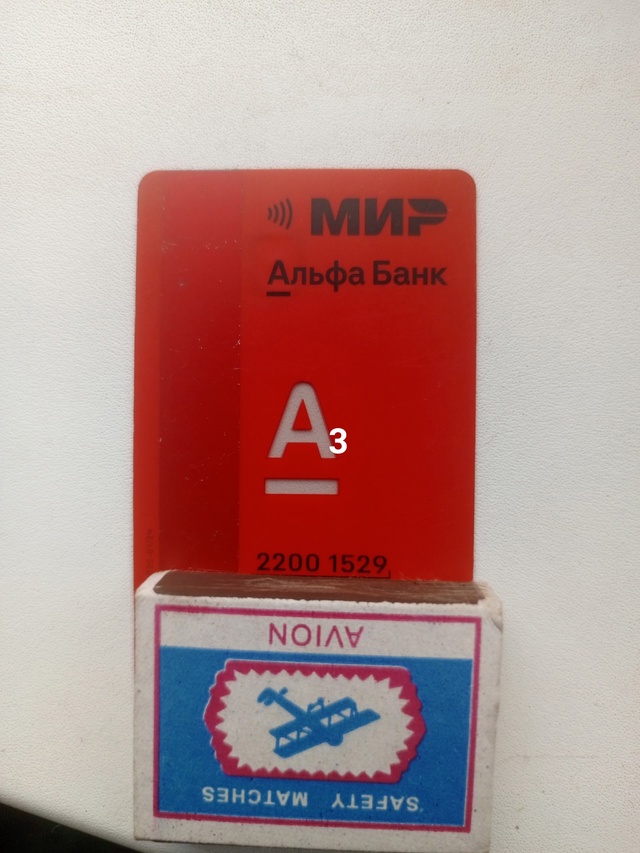 МИР
Альфа Банк
А
3
2200 1529
AVION
SAFETY MATCHES